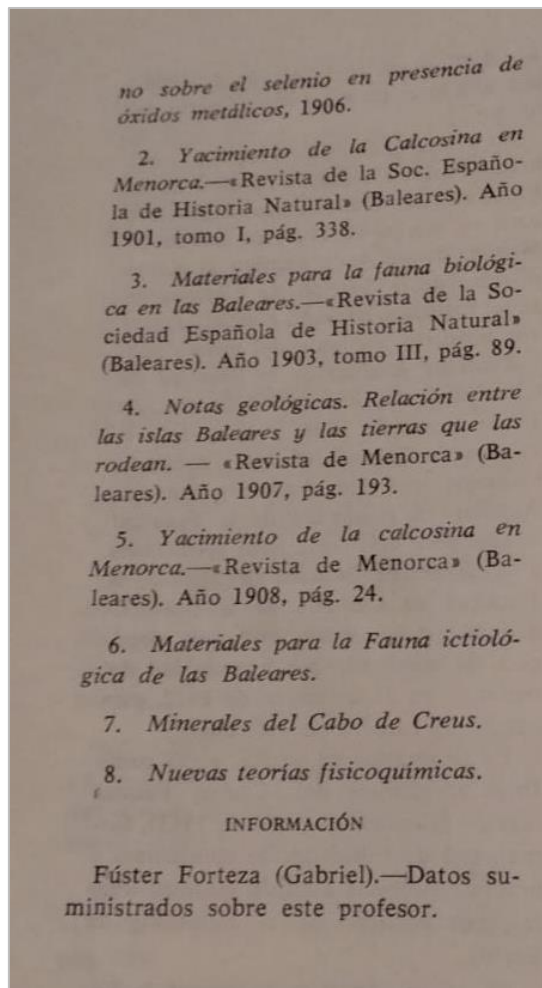 no sobre el selenio en presencia de
óxidos metálicos, 1906.
2. Yacimiento de la Calcosina en
Menorca.—«Revista de la Soc. Españo-
la de Historia Natural» (Baleares). Año
1901, tomo I, pág. 338.
3. Materiales para la fauna biológi-
ca en las Baleares.—«Revista de la So-
ciedad Española de Historia Natural»
(Baleares). Año 1903, tomo III, pág. 89.
4. Notas geológicas. Relación entre
las islas Baleares y las tierras que las
rodean. — «Revista de Menorca» (Ba-
leares). Año 1907, pág. 193.
5. Yacimiento de la calcosina en
Menorca.—«Revista de Menorca» (Ba-
leares). Año 1908, pág. 24.
6. Materiales para la Fauna ictioló-
gica de las Baleares.
7. Minerales del Cabo de Creus.
8. Nuevas teorías fisicoquímicas.
INFORMACIÓN
Fúster Forteza (Gabriel).—Datos su-
ministrados sobre este profesor.